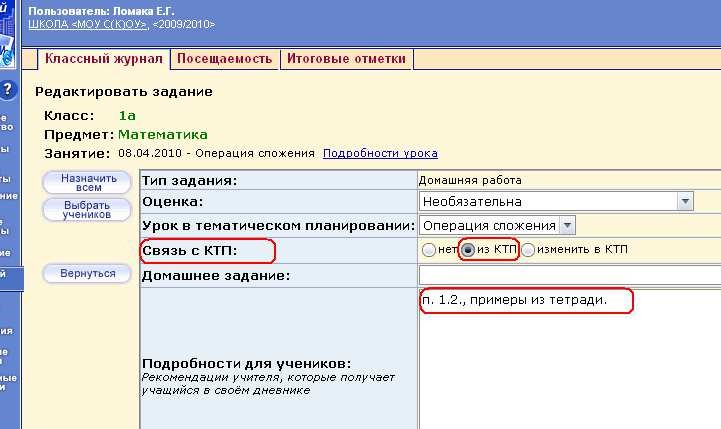 Пользователь: Ломака Е.Г.
ШКОЛА <МОУ С(К)ОУ>, <2009/2010>
Классный журнал Посещаемость Итоговые отметки
Редактировать задание
Класс: 1а
Предмет: Математика
Занятие: 08.04.2010 - Операция сложения Подробности урока
Назначить всем
Выбрать учеников
Вернуться
Тип задания: Домашняя работа
Оценка: Необязательна
Урок в тематическом планировании: Операция сложения
Связь с КТП: нет из КТП изменить в КТП
Домашнее задание:
п. 1.2., примеры из тетради.
Подробности для учеников:
Рекомендации учителя, которые получает
учащийся в своём дневнике